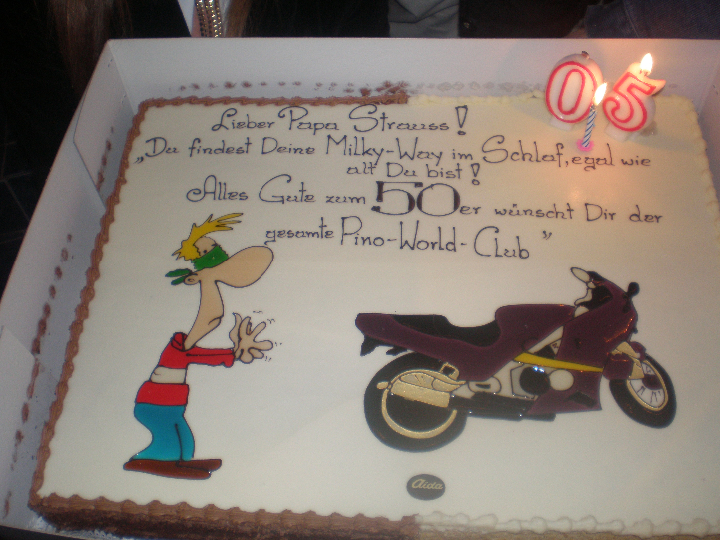 05
Lieber Papa Strauss!
„Du findest Deine Milky-Way im Schlaf, egal wie
alt Du bist!
Alles Gute zum 50er wünscht Dir der
gesamte Pino-World-Club"
Aida